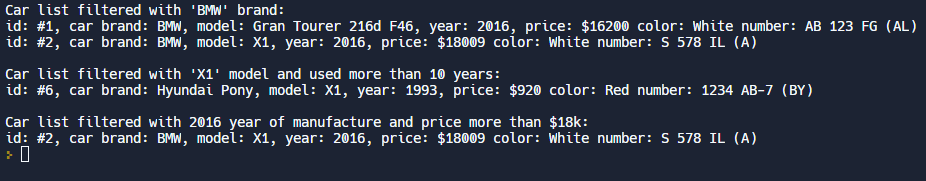 Car list filtered with 'BMW' brand:
id: #1, car brand: BMW, model: Gran Tourer 216d F46, year: 2016, price: $16200 color: White number: AB 123 FG (AL)
id: #2, car brand: BMW, model: X1, year: 2016, price: $18009 color: White number: S 578 IL (A)
Car list filtered with 'X1' model and used more than 10 years:
id: #6, car brand: Hyundai Pony, model: X1, year: 1993, price: $920 color: Red number: 1234 AB-7 (BY)
Car list filtered with 2016 year of manufacture and price more than $18k:
id: #2, car brand: BMW, model: X1, year: 2016, price: $18009 color: White number: S 578 IL (A)